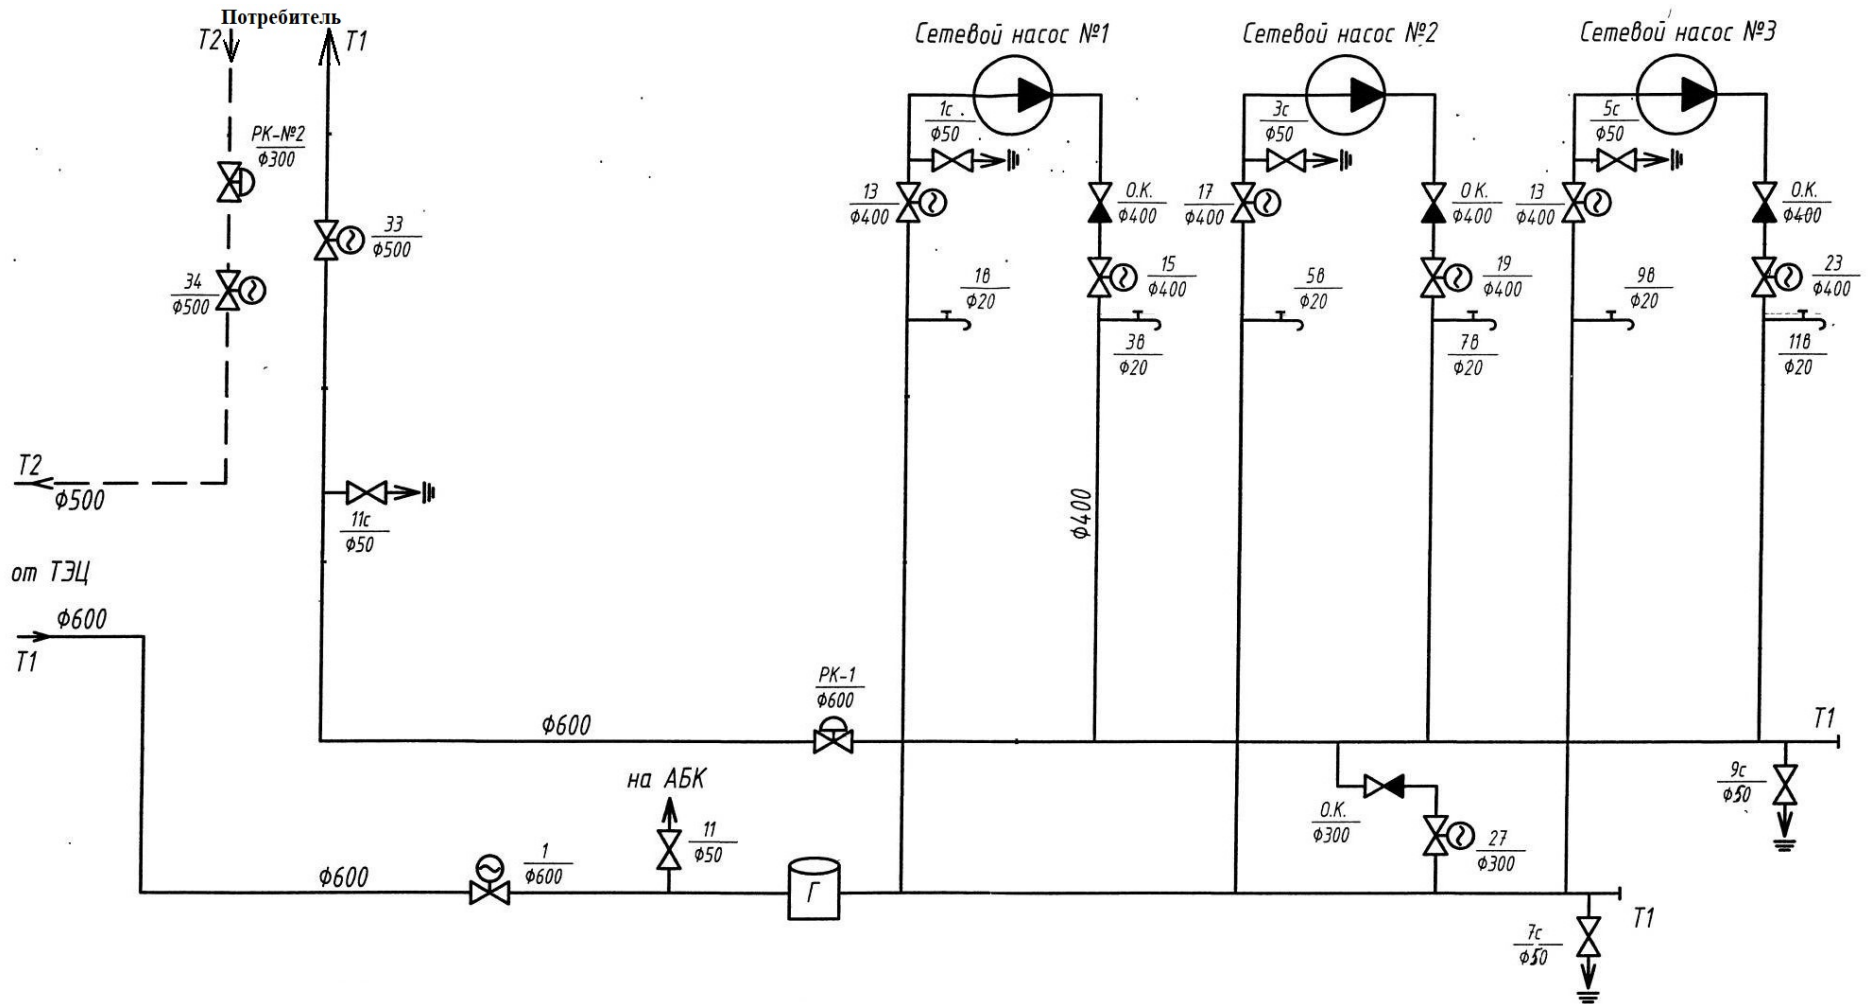 Потребитель
Т2
Т1
РК-№2
ф300
33
ф500
34
ф500
Т2
ф500
11с
ф50
от ТЭЦ
ф600
Т1
ф600
РК-1
ф600
на АБК
11
ф50
1
ф600
ф600
Г
Сетевой насос №1
1с
ф50
13
ф400
О.К.
ф400
1в
ф20
15
ф400
3в
ф20
ф400
Сетевой насос №2
3с
ф50
17
ф400
О К.
ф400
5в
ф20
19
ф400
7в
ф20
Сетевой насос №3
5с
ф50
13
ф400
О.К.
ф400
9в
ф20
23
ф400
11в
ф20
Т1
9с
ф50
О.К.
ф300
27
ф300
Т1
7с
ф50